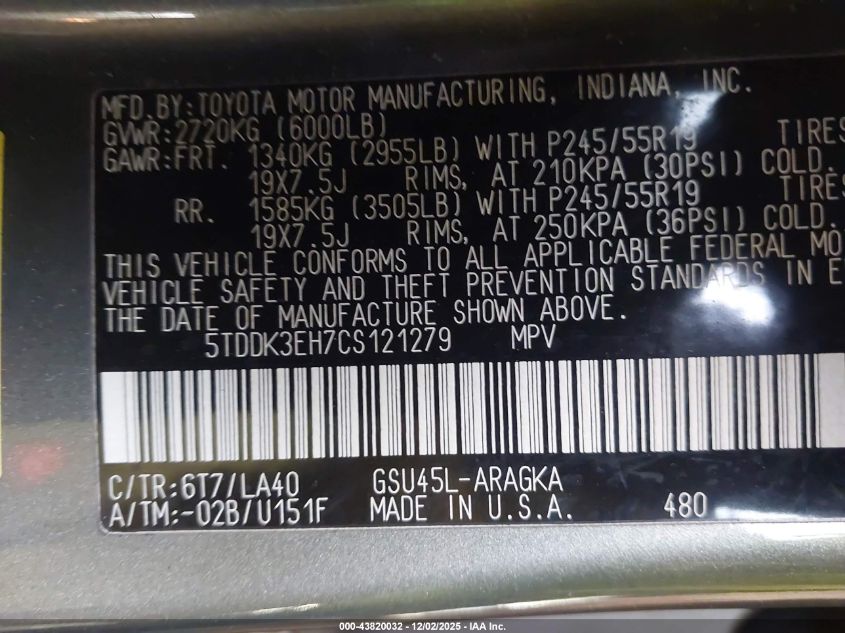 MFD.BY:TOYOTA MOTOR MANUFACTURING, INDIANA, INC.
GVWR:2720KG (6000LB)
GAWR:FRT. 1340KG (2955LB) WITH P245/55R19 TIRES
19X7.5J RIMS, AT 210KPA (30PSI) COLD.
RR. 1585KG (3505LB) WITH P245/55R19 TIRES
19X7.5J RIMS, AT 250KPA (36PSI) COLD.
THIS VEHICLE CONFORMS TO ALL APPLICABLE FEDERAL MO
VEHICLE SAFETY AND THEFT PREVENTION STANDARDS IN E
THE DATE OF MANUFACTURE SHOWN ABOVE.
5TDDK3EH7CS121279 MPV
C/TR:6T7/LA40 GSU45L-ARAGKA
A/TM:-02B/U151F MADE IN U.S.A. 480
000-43820032 - 12/02/2025 - IAA Inc.